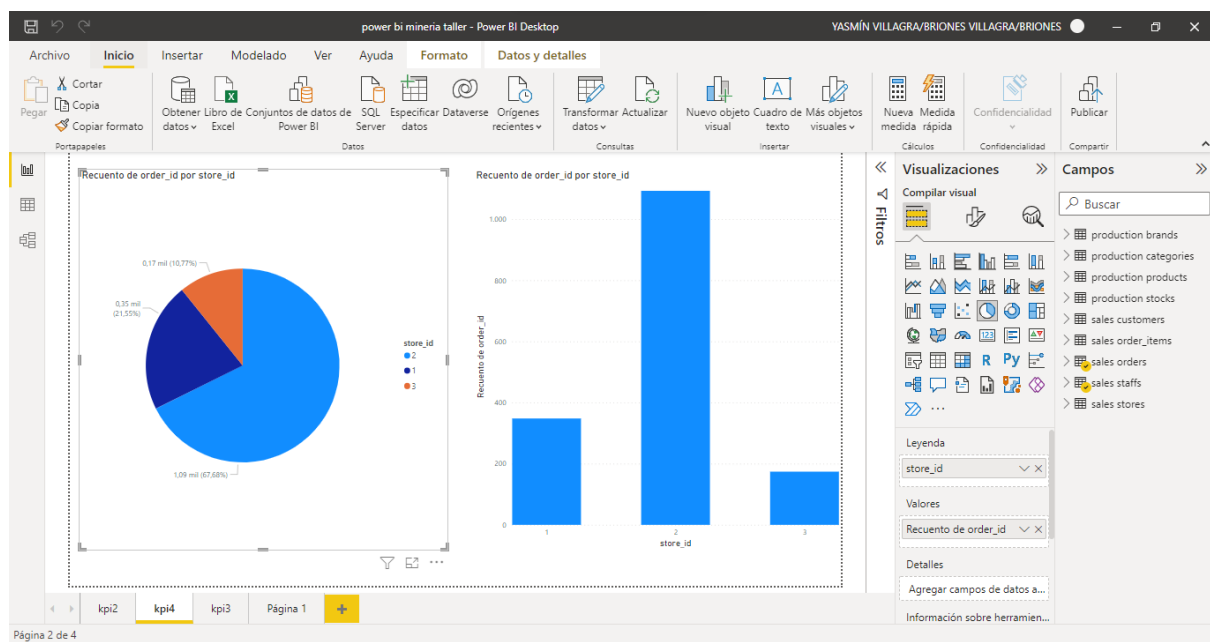 power bi mineria taller - Power BI Desktop
YASMÍN VILLAGRA/BRIONES VILLAGRA/BRIONES
Archivo Inicio Insertar Modelado Ver Ayuda Formato Datos y detalles
Pegar
Cortar
Copia
Copiar formato
Portapapeles
Obtener datos
Libro de Excel
Conjuntos de datos de Power BI
SQL Server
Especificar datos
Dataverse
Orígenes recientes
Datos
Transformar datos
Actualizar
Consultas
Nuevo objeto visual
Cuadro de texto
Más objetos visuales
Insertar
Nueva medida
Medida rápida
Cálculos
Confidencialidad
Confidencialidad
Publicar
Compartir
Recuento de order_id por store_id
0,17 mil (10,77%)
0,35 mil
(21,55%)
1,09 mil (67,68%)
store_id
2
1
3
Recuento de order_id por store_id
Recuento de order_id
1.000
800
600
400
200
0
1 2 3
store_id
Filtros
Visualizaciones
Compilar visual
123
R Py
...
Leyenda
store_id
Valores
Recuento de order_id
Detalles
Agregar campos de datos a...
Información sobre herramien...
Campos
Buscar
production brands
production categories
production products
production stocks
sales customers
sales order_items
sales orders
sales staffs
sales stores
kpi2 kpi4 kpi3 Página 1 +
Página 2 de 4